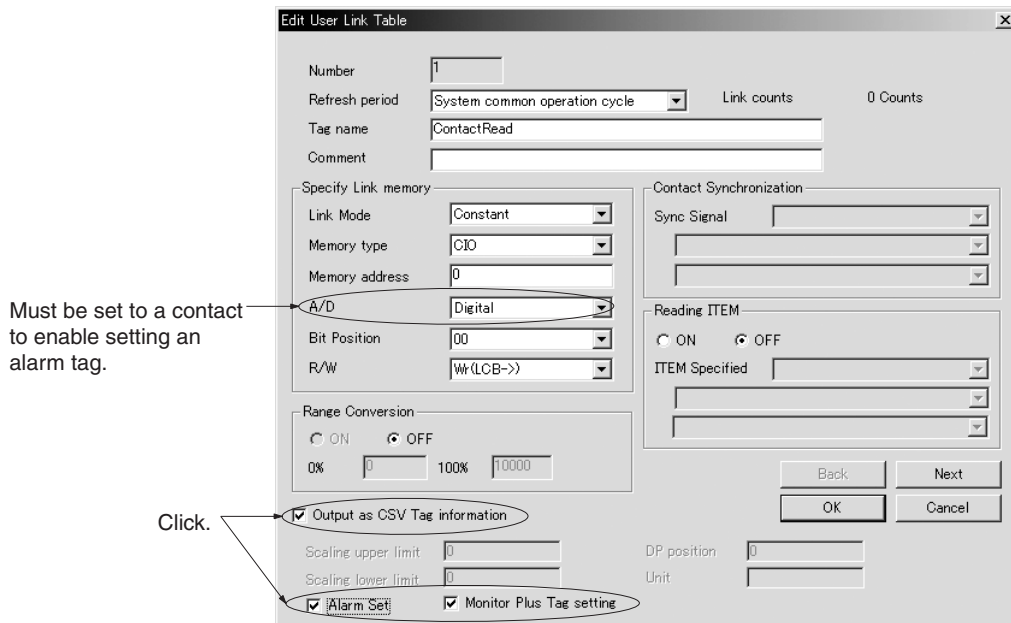 Edit User Link Table
Number 1
Refresh period System common operation cycle Link counts 0 Counts
Tag name ContactRead
Comment
Specify Link memory
Link Mode Constant
Memory type CIO
Memory address 0
A/D Digital
Bit Position 00
R/W Wr(LCB->)
Contact Synchronization
Sync Signal
Reading ITEM
ON OFF
ITEM Specified
Must be set to a contact
to enable setting an
alarm tag.
Range Conversion
ON OFF
0% 0 100% 10000
Back Next
OK Cancel
Click.
Output as CSV Tag information
Scaling upper limit 0 DP position 0
Scaling lower limit 0 Unit
Alarm Set Monitor Plus Tag setting